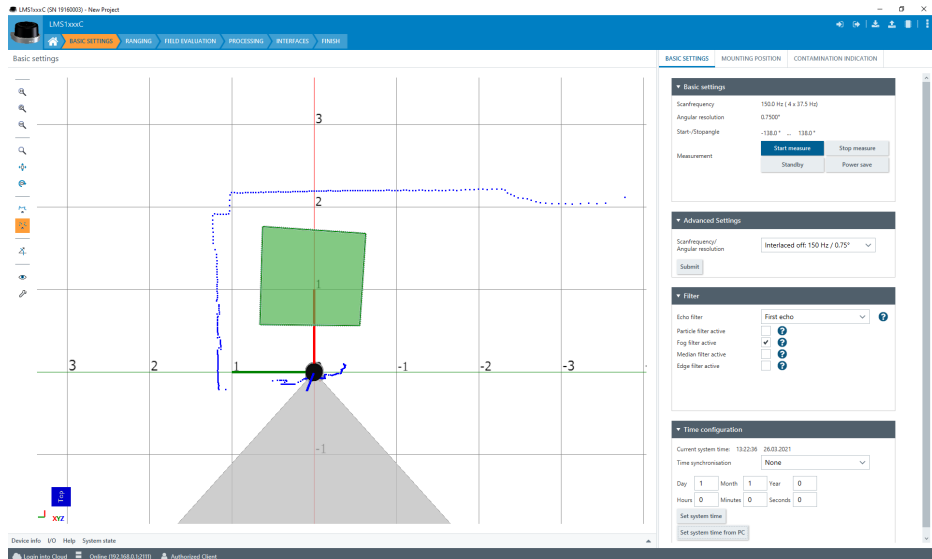 LMS1xxxC (SN 19160003) - New Project
LMS1xxxC
BASIC SETTINGS RANGING FIELD EVALUATION PROCESSING INTERFACES FINISH
Basic settings
BASIC SETTINGS MOUNTING POSITION CONTAMINATION INDICATION
Basic settings
Scanfrequency 150.0 Hz ( 4 x 37.5 Hz)
Angular resolution 0.7500°
Start-/Stopangle -138.0 ° ... 138.0 °
Measurement
Start measure Stop measure
Standby Power save
Advanced Settings
Scanfrequency/
Angular resolution
Interlaced off: 150 Hz / 0.75°
Submit
Filter
Echo filter First echo
Particle filter active
Fog filter active
Median filter active
Edge filter active
Time configuration
Current system time: 13:22:36 26.03.2021
Time synchronisation None
Day 1 Month 1 Year 0
Hours 0 Minutes 0 Seconds 0
Set system time
Set system time from PC
3
2
1
3 2 1 -1 -2 -3
-1
Top
XYZ
Device info I/O Help System state
Login into Cloud Online (192.168.0.1:2111) Authorized Client